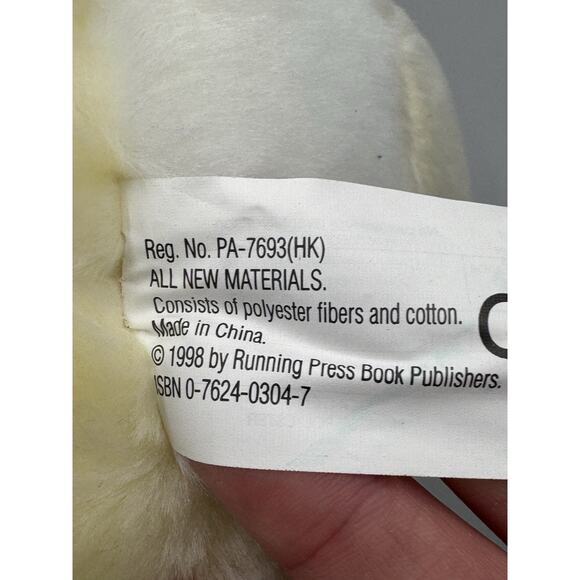 Reg. No. PA-7693(HK)
ALL NEW MATERIALS.
Consists of polyester fibers and cotton.
Made in China.
© 1998 by Running Press Book Publishers.
ISBN 0-7624-0304-7